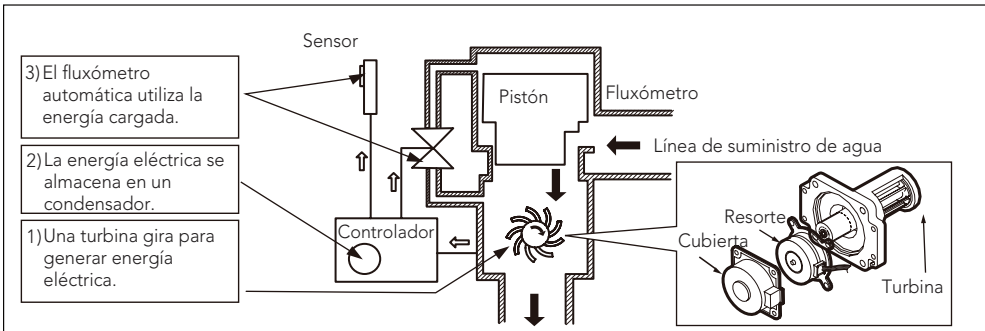 Sensor
3) El fluxómetro
automática utiliza la
energía cargada.
2) La energía eléctrica se
almacena en un
condensador.
1) Una turbina gira para
generar energía
eléctrica.
Pistón
Fluxómetro
Línea de suministro de agua
Controlador
Resorte
Cubierta
Turbina